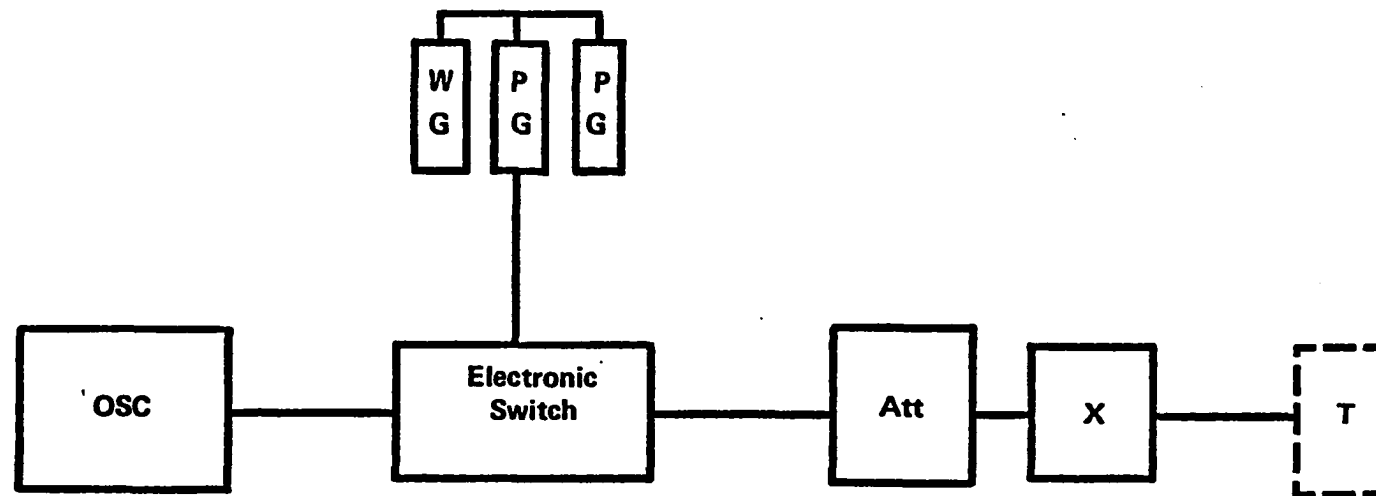 W P P
G G G
OSC
Electronic
Switch
Att
X
T